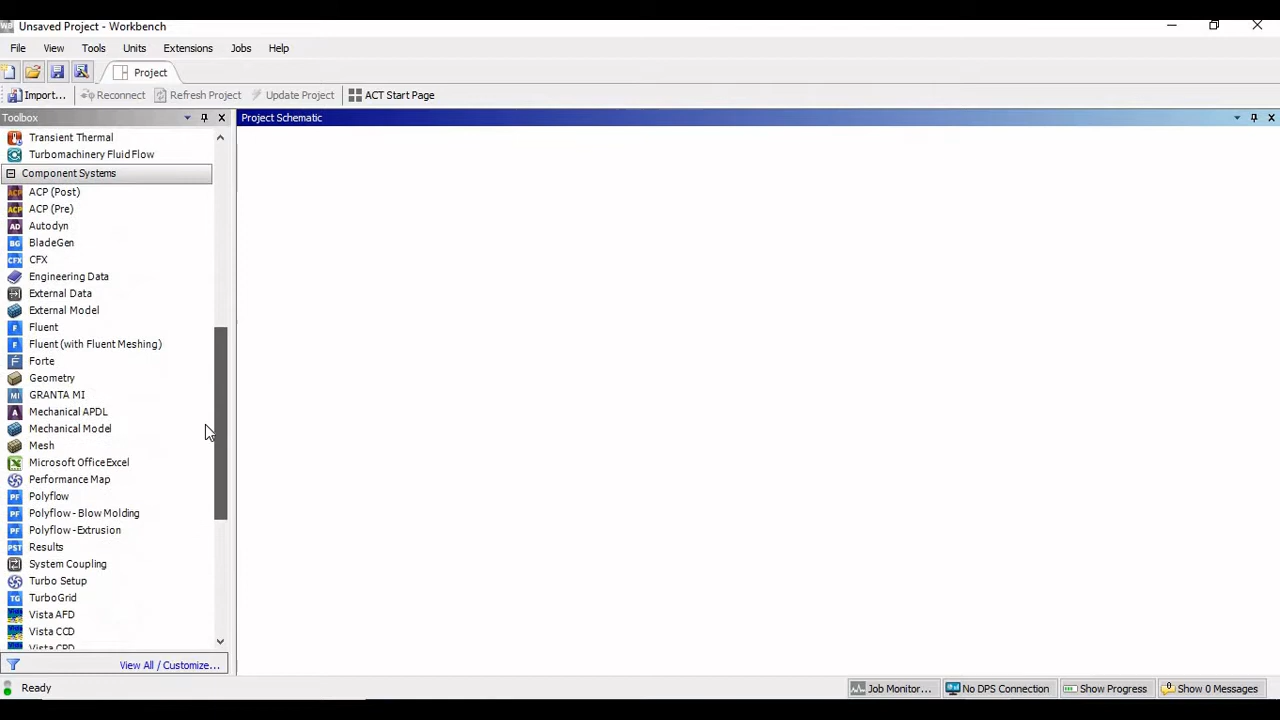 Unsaved Project - Workbench
File View Tools Units Extensions Jobs Help
Project
Import... Reconnect Refresh Project Update Project ACT Start Page
Toolbox
Project Schematic
Transient Thermal
Turbomachinery Fluid Flow
Component Systems
ACP (Post)
ACP (Pre)
Autodyn
BladeGen
CFX
Engineering Data
External Data
External Model
Fluent
Fluent (with Fluent Meshing)
Forte
Geometry
GRANTA MI
Mechanical APDL
Mechanical Model
Mesh
Microsoft Office Excel
Performance Map
Polyflow
Polyflow - Blow Molding
Polyflow - Extrusion
Results
System Coupling
Turbo Setup
TurboGrid
Vista AFD
Vista CCD
Vista CPD
View All / Customize...
Ready
Job Monitor... No DPS Connection Show Progress Show 0 Messages